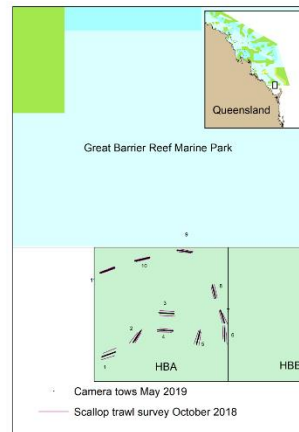 Queensland
Great Barrier Reef Marine Park
9
10
11
8
3
7
2
4
5
6
1
HBA
HBB
Camera tows May 2019
Scallop trawl survey October 2018